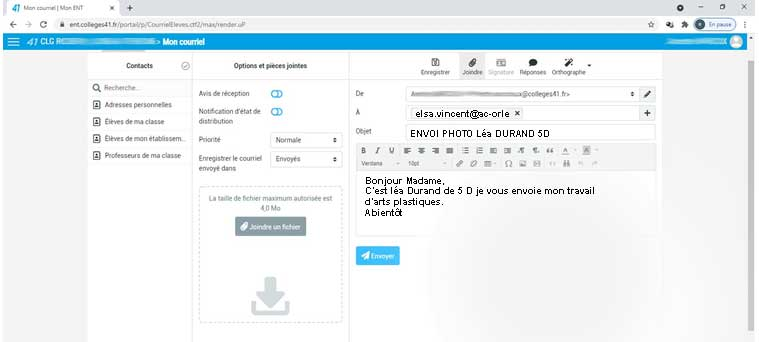 Mon courriel | Mon ENT
ent.colleges41.fr/portal/p/CourrielEleves.ctf2/max/render.uP
En pause
41 CLG > Mon courriel
Contacts
Recherche...
Adresses personnelles
Élèves de ma classe
Élèves de mon établissem...
Professeurs de ma classe
Options et pièces jointes
Avis de réception
Notification d'état de
distribution
Priorité
Normale
Enregistrer le courriel
envoyé dans
Envoyés
La taille de fichier maximum autorisée est
4,0 Mo
Joindre un fichier
Enregistrer
Joindre
Signature
Réponses
Orthographe
De
@colleges41.fr>
À
elsa.vincent@ac-orle
Objet
ENVOI PHOTO Léa DURAND 5D
Verdana
10pt
Bonjour Madame,
C'est léa Durand de 5 D je vous envoie mon travail
d'arts plastiques.
Abientôt
Envoyer